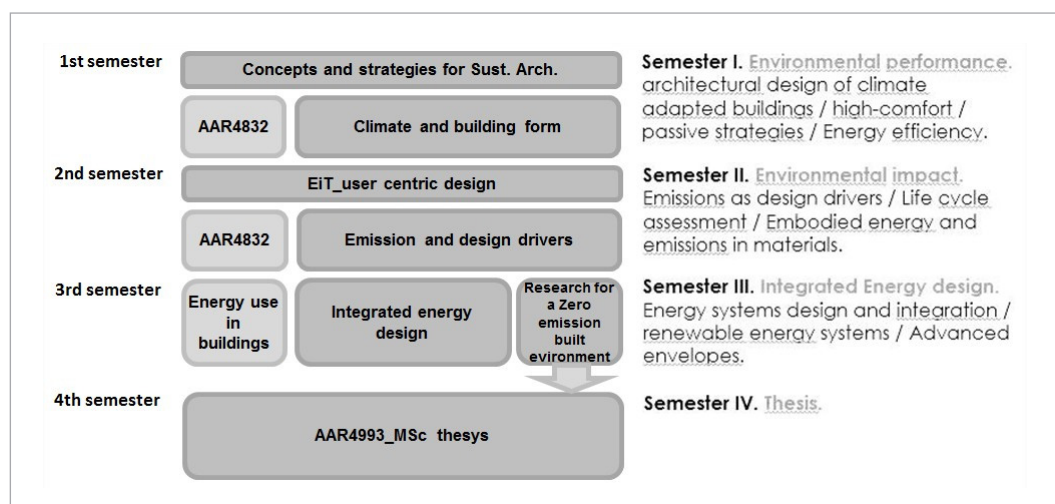 1st semester
Concepts and strategies for Sust. Arch.
AAR4832
Climate and building form
Semester I. Environmental performance.
architectural design of climate
adapted buildings / high-comfort /
passive strategies / Energy efficiency.
2nd semester
EiT_user centric design
AAR4832
Emission and design drivers
Semester II. Environmental impact.
Emissions as design drivers / Life cycle
assessment / Embodied energy and
emissions in materials.
3rd semester
Energy use
in
buildings
Integrated energy
design
Research for
a Zero
emission
built
evironment
Semester III. Integrated Energy design.
Energy systems design and integration /
renewable energy systems / Advanced
envelopes.
4th semester
AAR4993_MSc thesys
Semester IV. Thesis.